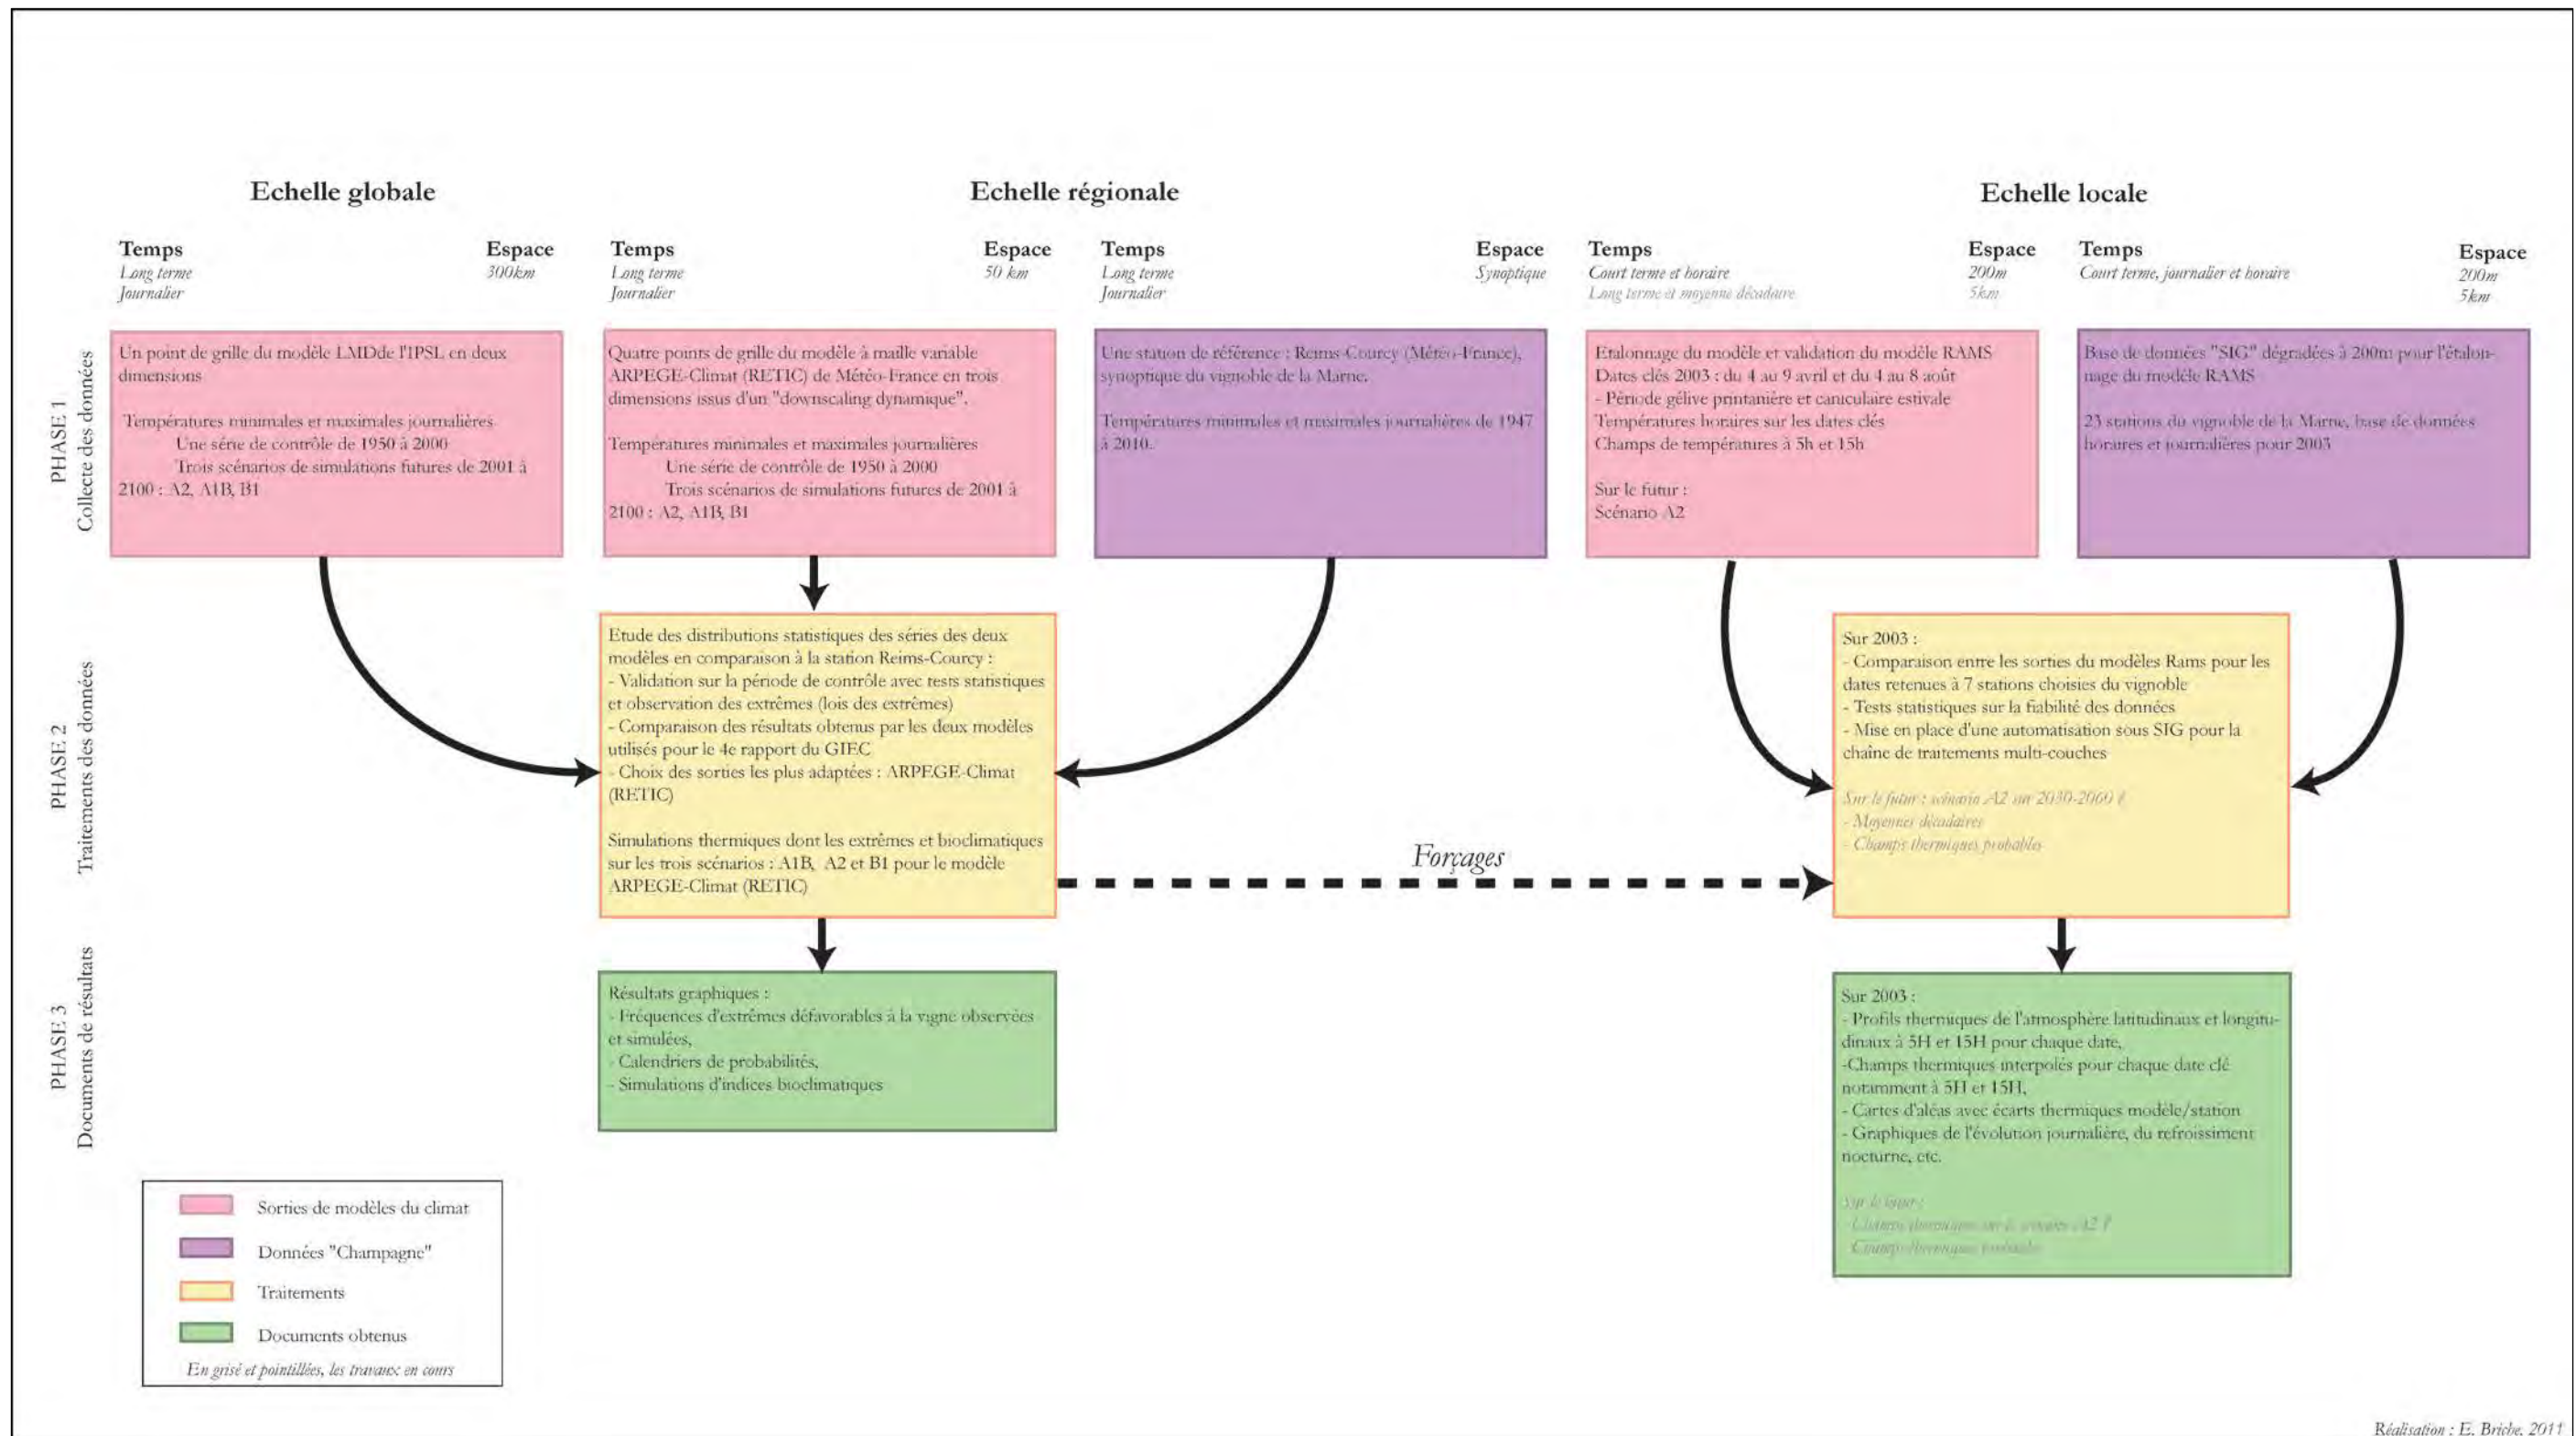 Echelle globale
Echelle régionale
Echelle locale
Temps
Long terme
Journalier
Espace
300km
Temps
Long terme
Journalier
Espace
50 km
Temps
Long terme
Journalier
Espace
Synoptique
Temps
Court terme et horaire
Long terme et moyenne décadaire
Espace
200m
5km
Temps
Court terme, journalier et horaire
Espace
200m
5km
PHASE 1
Collecte des données
Un point de grille du modèle LMDde l'IPSL en deux
dimensions
Températures minimales et maximales journalières
Une série de contrôle de 1950 à 2000
Trois scénarios de simulations futures de 2001 à
2100 : A2, A1B, B1
Quatre points de grille du modèle à maille variable
ARPEGE-Climat (RETIC) de Météo-France en trois
dimensions issus d'un "downscaling dynamique".
Températures minimales et maximales journalières
Une série de contrôle de 1950 à 2000
Trois scénarios de simulations futures de 2001 à
2100 : A2, A1B, B1
Une station de référence : Reims-Courcy (Météo-France),
synoptique du vignoble de la Marne.
Températures minimales et maximales journalières de 1947
à 2010.
Etalonnage du modèle et validation du modèle RAMS
Dates clés 2003 : du 4 au 9 avril et du 4 au 8 août
- Période gélive printanière et caniculaire estivale
Températures horaires sur les dates clés
Champs de températures à 5h et 15h
Sur le futur :
Scénario A2
Base de données "SIG" dégradées à 200m pour l'étalon-
nage du modèle RAMS
23 stations du vignoble de la Marne, base de données
horaires et journalières pour 2003
PHASE 2
Traitements des données
Etude des distributions statistiques des séries des deux
modèles en comparaison à la station Reims-Courcy :
- Validation sur la période de contrôle avec tests statistiques
et observation des extrêmes (lois des extrêmes)
- Comparaison des résultats obtenus par les deux modèles
utilisés pour le 4e rapport du GIEC
- Choix des sorties les plus adaptées : ARPEGE-Climat
(RETIC)
Simulations thermiques dont les extrêmes et bioclimatiques
sur les trois scénarios : A1B, A2 et B1 pour le modèle
ARPEGE-Climat (RETIC)
Forçages
Sur 2003 :
- Comparaison entre les sorties du modèles Rams pour les
dates retenues à 7 stations choisies du vignoble
- Tests statistiques sur la fiabilité des données
- Mise en place d'une automatisation sous SIG pour la
chaîne de traitements multi-couches
Sur le futur : scénario A2 sur 2030-2060 ?
- Moyennes décadaires
- Champs thermiques probables
PHASE 3
Documents de résultats
Résultats graphiques :
- Fréquences d'extrêmes défavorables à la vigne observées
et simulées,
- Calendriers de probabilités,
- Simulations d'indices bioclimatiques
Sur 2003 :
- Profils thermiques de l'atmosphère latitudinaux et longitu-
dinaux à 5H et 15H pour chaque date,
-Champs thermiques interpolés pour chaque date clé
notamment à 5H et 15H,
- Cartes d'aléas avec écarts thermiques modèle/station
- Graphiques de l'évolution journalière, du refroissiment
nocturne, etc.
Sur le futur :
- Champs thermiques sur le scénario A2 ?
- Champs thermiques
Sorties de modèles du climat
Données "Champagne"
Traitements
Documents obtenus
En grisé et pointillées, les travaux en cours
Réalisation : E. Briche, 2011